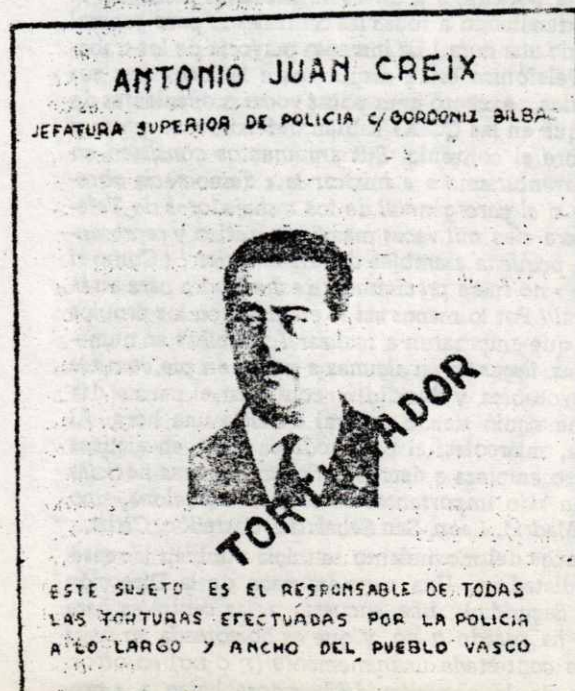 ANTONIO JUAN CREIX
JEFATURA SUPERIOR DE POLICIA C/ GORDONIZ BILBAO
TORTURADOR
ESTE SUJETO ES EL RESPONSABLE DE TODAS
LAS TORTURAS EFECTUADAS POR LA POLICIA
A LO LARGO Y ANCHO DEL PUEBLO VASCO